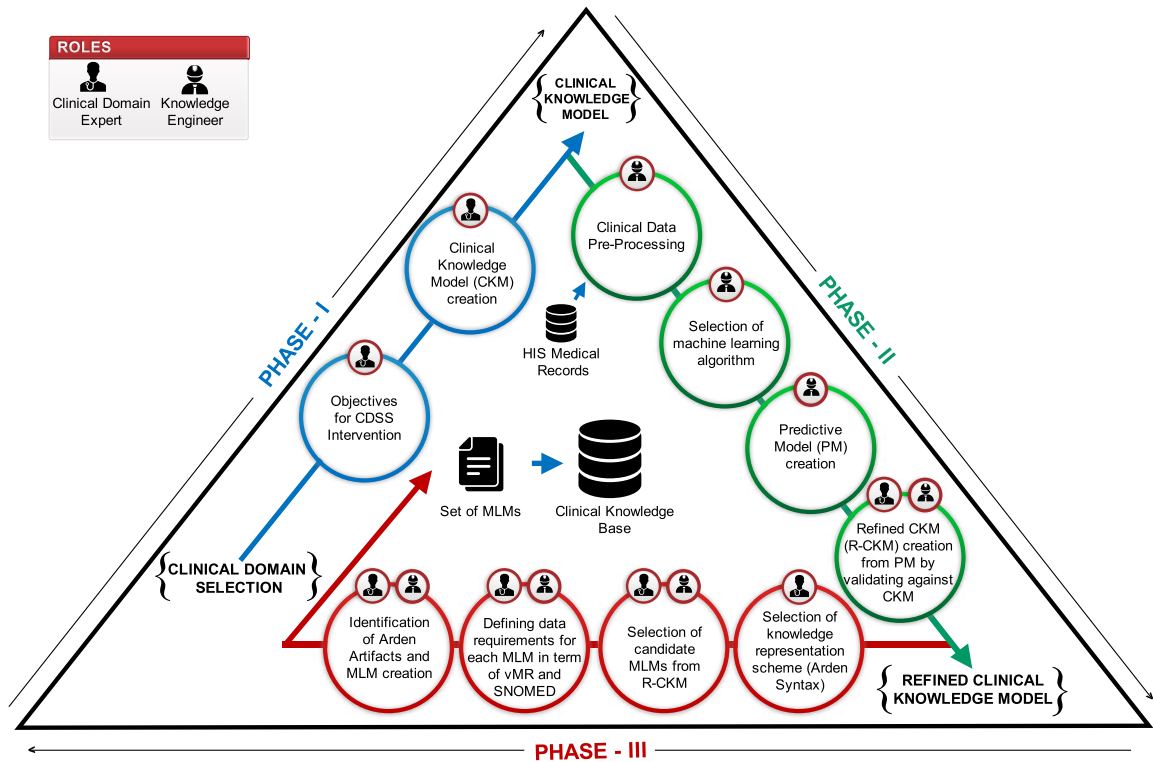 ROLES
Clinical Domain
Expert
Knowledge
Engineer
{CLINICAL
KNOWLEDGE
MODEL}
Clinical Data
Pre-Processing
Clinical
Knowledge
Model (CKM)
creation
PHASE - I
PHASE - II
HIS Medical
Records
Selection of
machine learning
algorithm
Objectives
for CDSS
Intervention
Predictive
Model (PM)
creation
Set of MLMs
Clinical Knowledge
Base
Refined CKM
(R-CKM) creation
from PM by
validating against
CKM
{CLINICAL DOMAIN
SELECTION}
Identification
of Arden
Artifacts and
MLM creation
Defining data
requirements for
each MLM in term
of vMR and
SNOMED
Selection of
candidate
MLMs from
R-CKM
Selection of
knowledge
representation
scheme (Arden
Syntax)
{REFINED CLINICAL
KNOWLEDGE MODEL}
PHASE - III